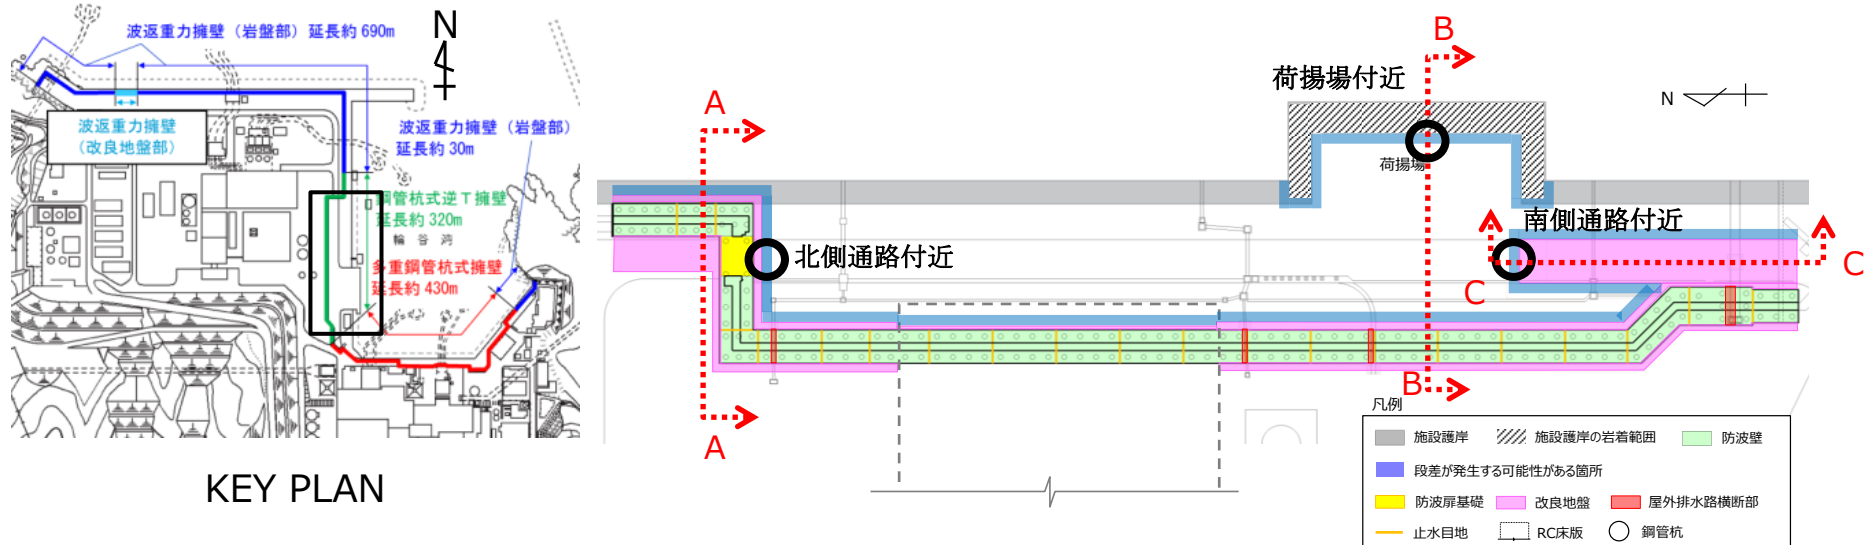 波返重力擁壁（岩盤部）延長約 690m
N
波返重力擁壁
（改良地盤部）
波返重力擁壁（岩盤部）
延長約 30m
鋼管杭式逆Ｔ擁壁
延長約 320m
輪谷湾
多重鋼管杭式擁壁
延長約 430m
KEY PLAN
B
荷揚場付近
N
A
荷揚場
南側通路付近
北側通路付近
C
C
B
A
凡例
施設護岸
施設護岸の岩着範囲
防波壁
段差が発生する可能性がある箇所
防波扉基礎
改良地盤
屋外排水路横断部
止水目地
RC床版
鋼管杭